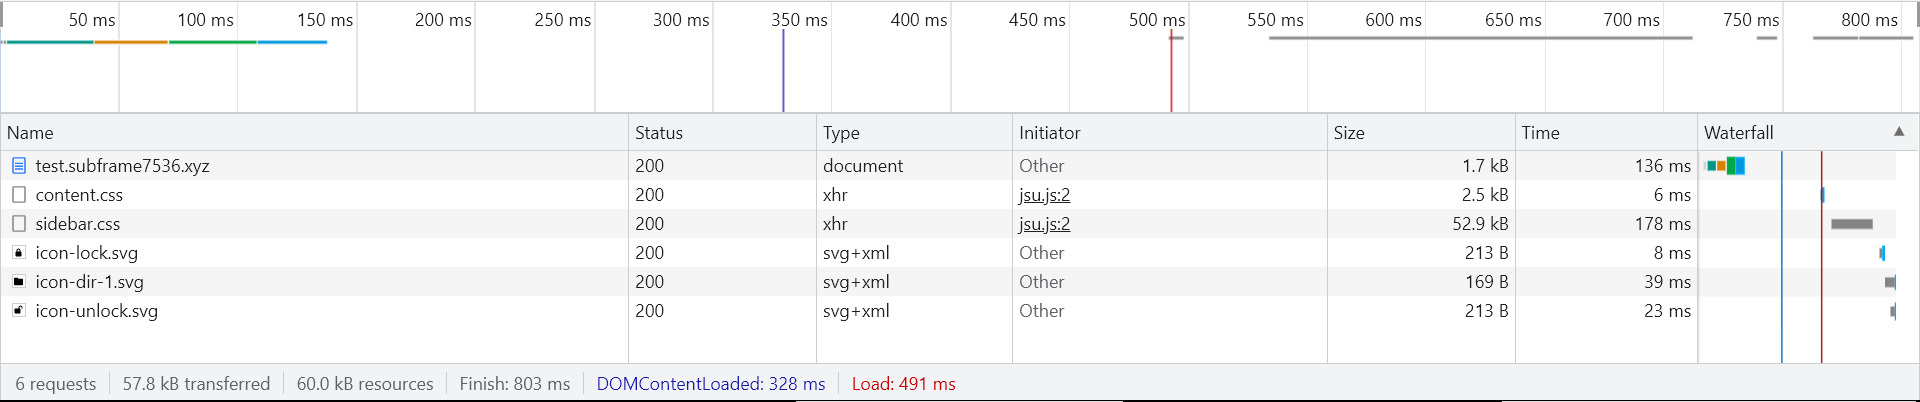 50 ms 100 ms 150 ms 200 ms 250 ms 300 ms 350 ms 400 ms 450 ms 500 ms 550 ms 600 ms 650 ms 700 ms 750 ms 800 ms
Name Status Type Initiator Size Time Waterfall ▲
test.subframe7536.xyz 200 document Other 1.7 kB 136 ms
content.css 200 xhr jsu.js:2 2.5 kB 6 ms
sidebar.css 200 xhr jsu.js:2 52.9 kB 178 ms
icon-lock.svg 200 svg+xml Other 213 B 8 ms
icon-dir-1.svg 200 svg+xml Other 169 B 39 ms
icon-unlock.svg 200 svg+xml Other 213 B 23 ms
6 requests 57.8 kB transferred 60.0 kB resources Finish: 803 ms DOMContentLoaded: 328 ms Load: 491 ms